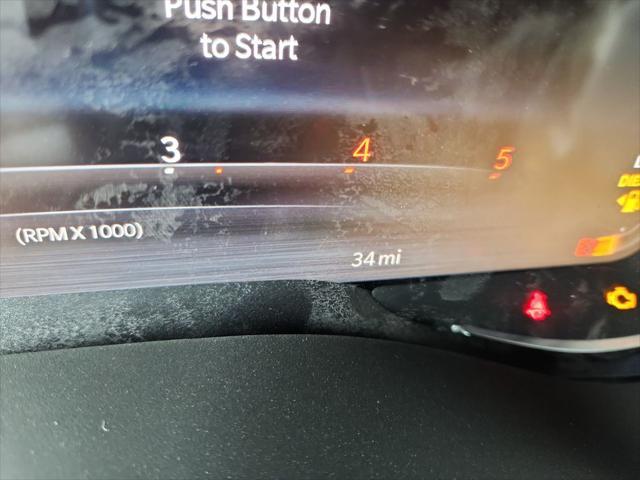 Push Button
to Start
3
4
5
(RPM X 1000)
34 mi